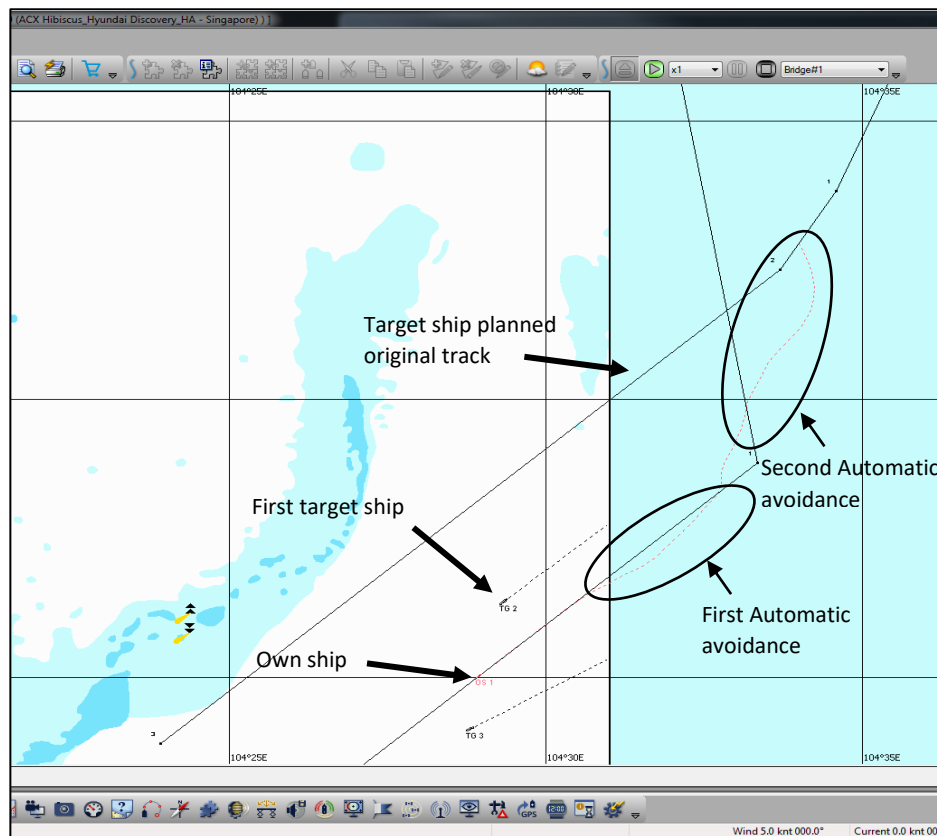 (ACX Hibiscus_Hyundai Discovery_HA - Singapore) ) ]
x1
Bridge#1
104°25E
104°30E
104°35E
1
2
Target ship planned
original track
1
Second Automatic
avoidance
First target ship
TG 2
First Automatic
avoidance
Own ship
OS 1
TG 3
3
104°25E
104°30E
104°35E
12:00
GPS
Wind 5.0 knt 000.0°
Current 0.0 knt